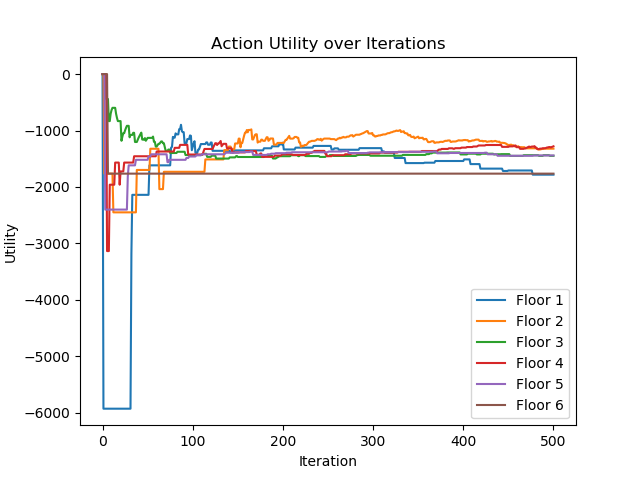 Action Utility over Iterations
Utility
0
−1000
−2000
−3000
−4000
−5000
−6000
0 100 200 300 400 500
Iteration
Floor 1
Floor 2
Floor 3
Floor 4
Floor 5
Floor 6